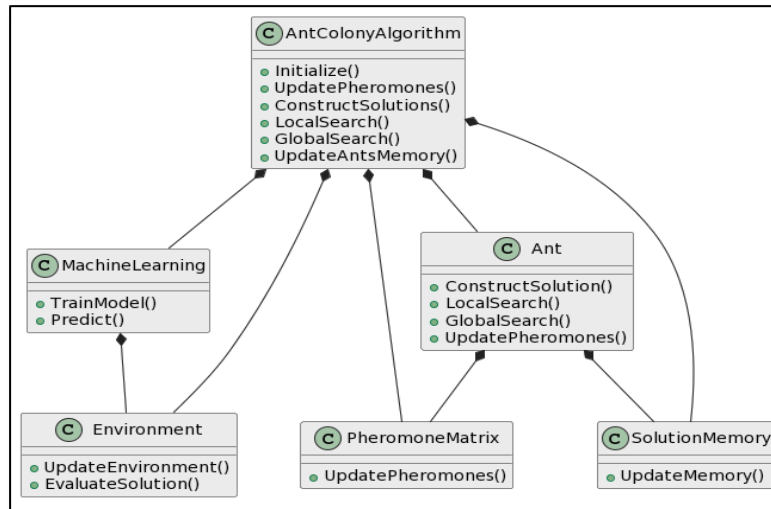 C AntColonyAlgorithm
Initialize()
UpdatePheromones()
ConstructSolutions()
LocalSearch()
GlobalSearch()
UpdateAntsMemory()
C MachineLearning
TrainModel()
Predict()
C Ant
ConstructSolution()
LocalSearch()
GlobalSearch()
UpdatePheromones()
C Environment
UpdateEnvironment()
EvaluateSolution()
C PheromoneMatrix
UpdatePheromones()
C SolutionMemory
UpdateMemory()